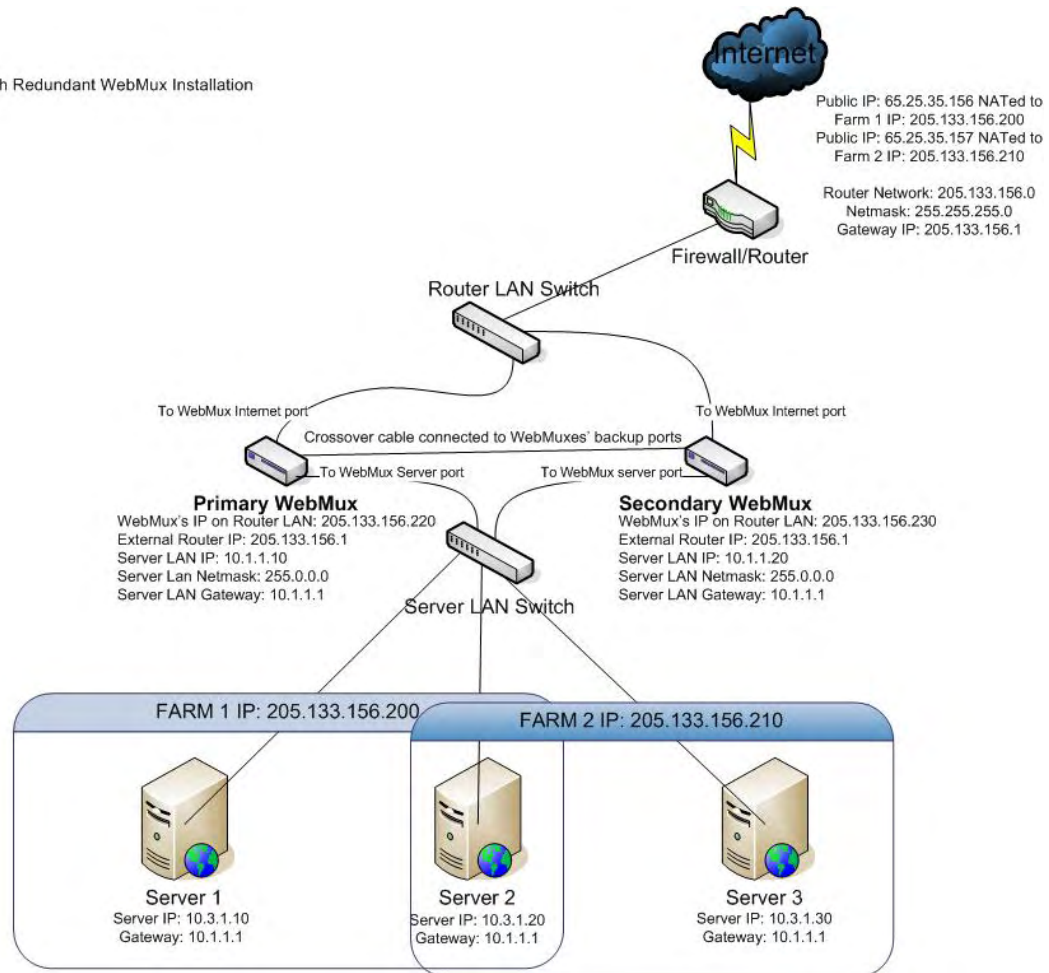 h Redundant WebMux Installation
Internet
Public IP: 65.25.35.156 NATed to
Farm 1 IP: 205.133.156.200
Public IP: 65.25.35.157 NATed to
Farm 2 IP: 205.133.156.210
Router Network: 205.133.156.0
Netmask: 255.255.255.0
Gateway IP: 205.133.156.1
Firewall/Router
Router LAN Switch
To WebMux Internet port
To WebMux Internet port
Crossover cable connected to WebMuxes' backup ports
To WebMux Server port
To WebMux server port
Primary WebMux
WebMux's IP on Router LAN: 205.133.156.220
External Router IP: 205.133.156.1
Server LAN IP: 10.1.1.10
Server Lan Netmask: 255.0.0.0
Server LAN Gateway: 10.1.1.1
Secondary WebMux
WebMux's IP on Router LAN: 205.133.156.230
External Router IP: 205.133.156.1
Server LAN IP: 10.1.1.20
Server LAN Netmask: 255.0.0.0
Server LAN Gateway: 10.1.1.1
Server LAN Switch
FARM 1 IP: 205.133.156.200
FARM 2 IP: 205.133.156.210
Server 1
Server IP: 10.3.1.10
Gateway: 10.1.1.1
Server 2
Server IP: 10.3.1.20
Gateway: 10.1.1.1
Server 3
Server IP: 10.3.1.30
Gateway: 10.1.1.1